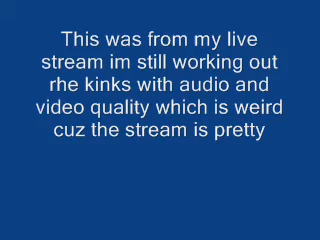 This was from my live
stream im still working out
rhe kinks with audio and
video quality which is weird
cuz the stream is pretty